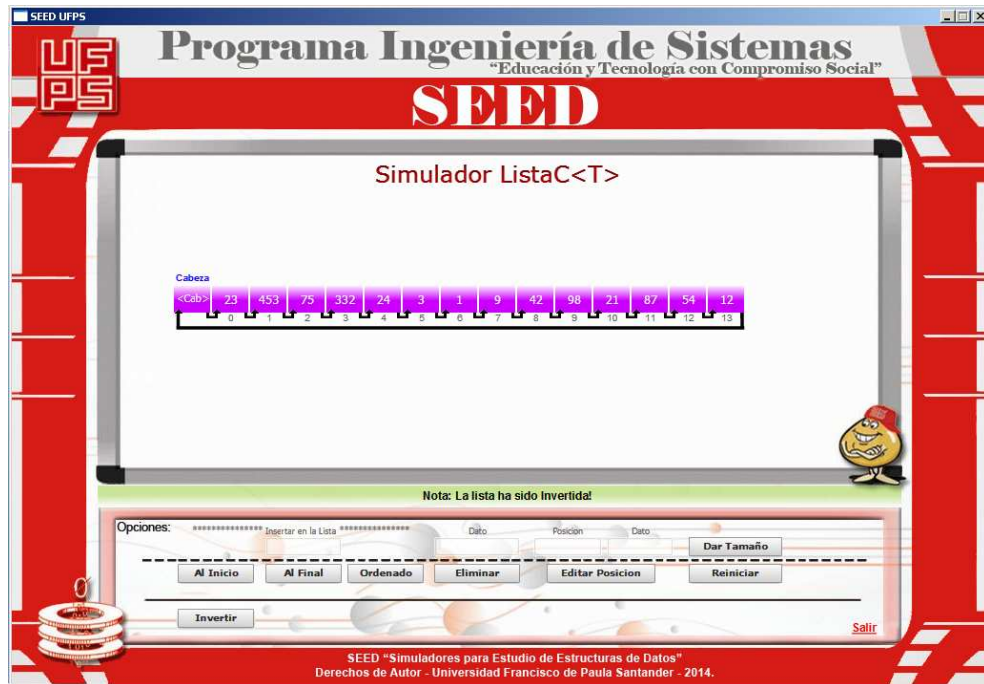 SEED UFPS
UFPS
Programa Ingeniería de Sistemas
“Educación y Tecnología con Compromiso Social”
SEED
Simulador ListaC<T>
Cabeza
<Cab> 23 453 75 332 24 3 1 9 42 98 21 87 54 12
0 1 2 3 4 5 6 7 8 9 10 11 12 13
Nota: La lista ha sido Invertida!
Opciones: *************** Insertar en la Lista *************** Dato Posicion Dato
Dar Tamaño
Al Inicio Al Final Ordenado Eliminar Editar Posicion Reiniciar
Invertir
Salir
SEED “Simuladores para Estudio de Estructuras de Datos”
Derechos de Autor - Universidad Francisco de Paula Santander - 2014.